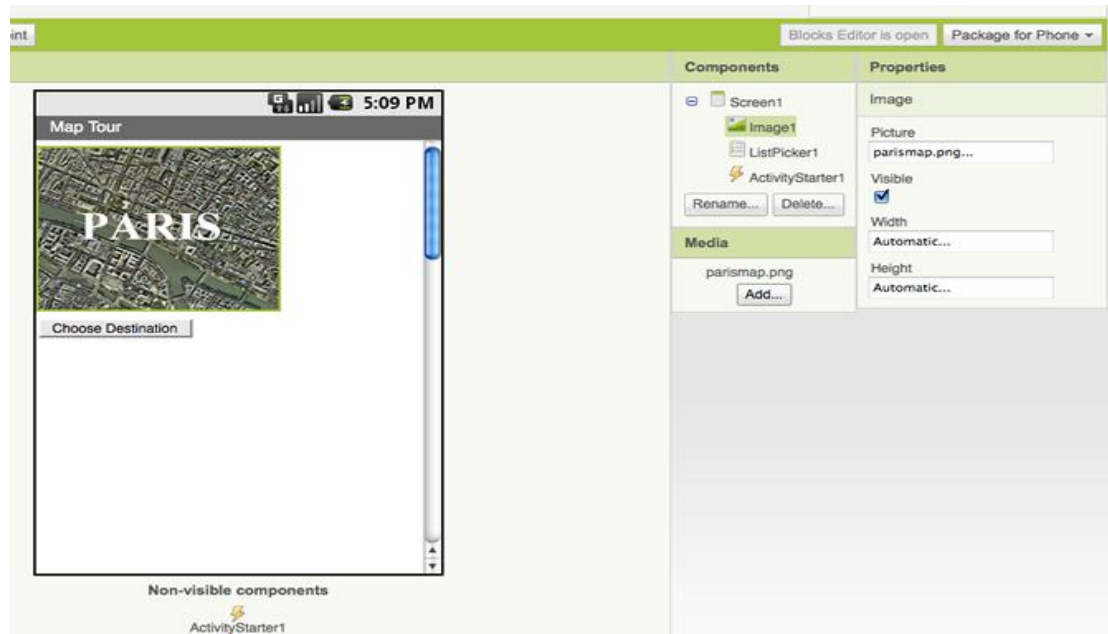 int
Blocks Editor is open
Package for Phone
Components
Properties
5:09 PM
Map Tour
PARIS
Choose Destination
Non-visible components
ActivityStarter1
Screen1
Image1
ListPicker1
ActivityStarter1
Rename...
Delete...
Media
parismap.png
Add...
Image
Picture
parismap.png...
Visible
Width
Automatic...
Height
Automatic...